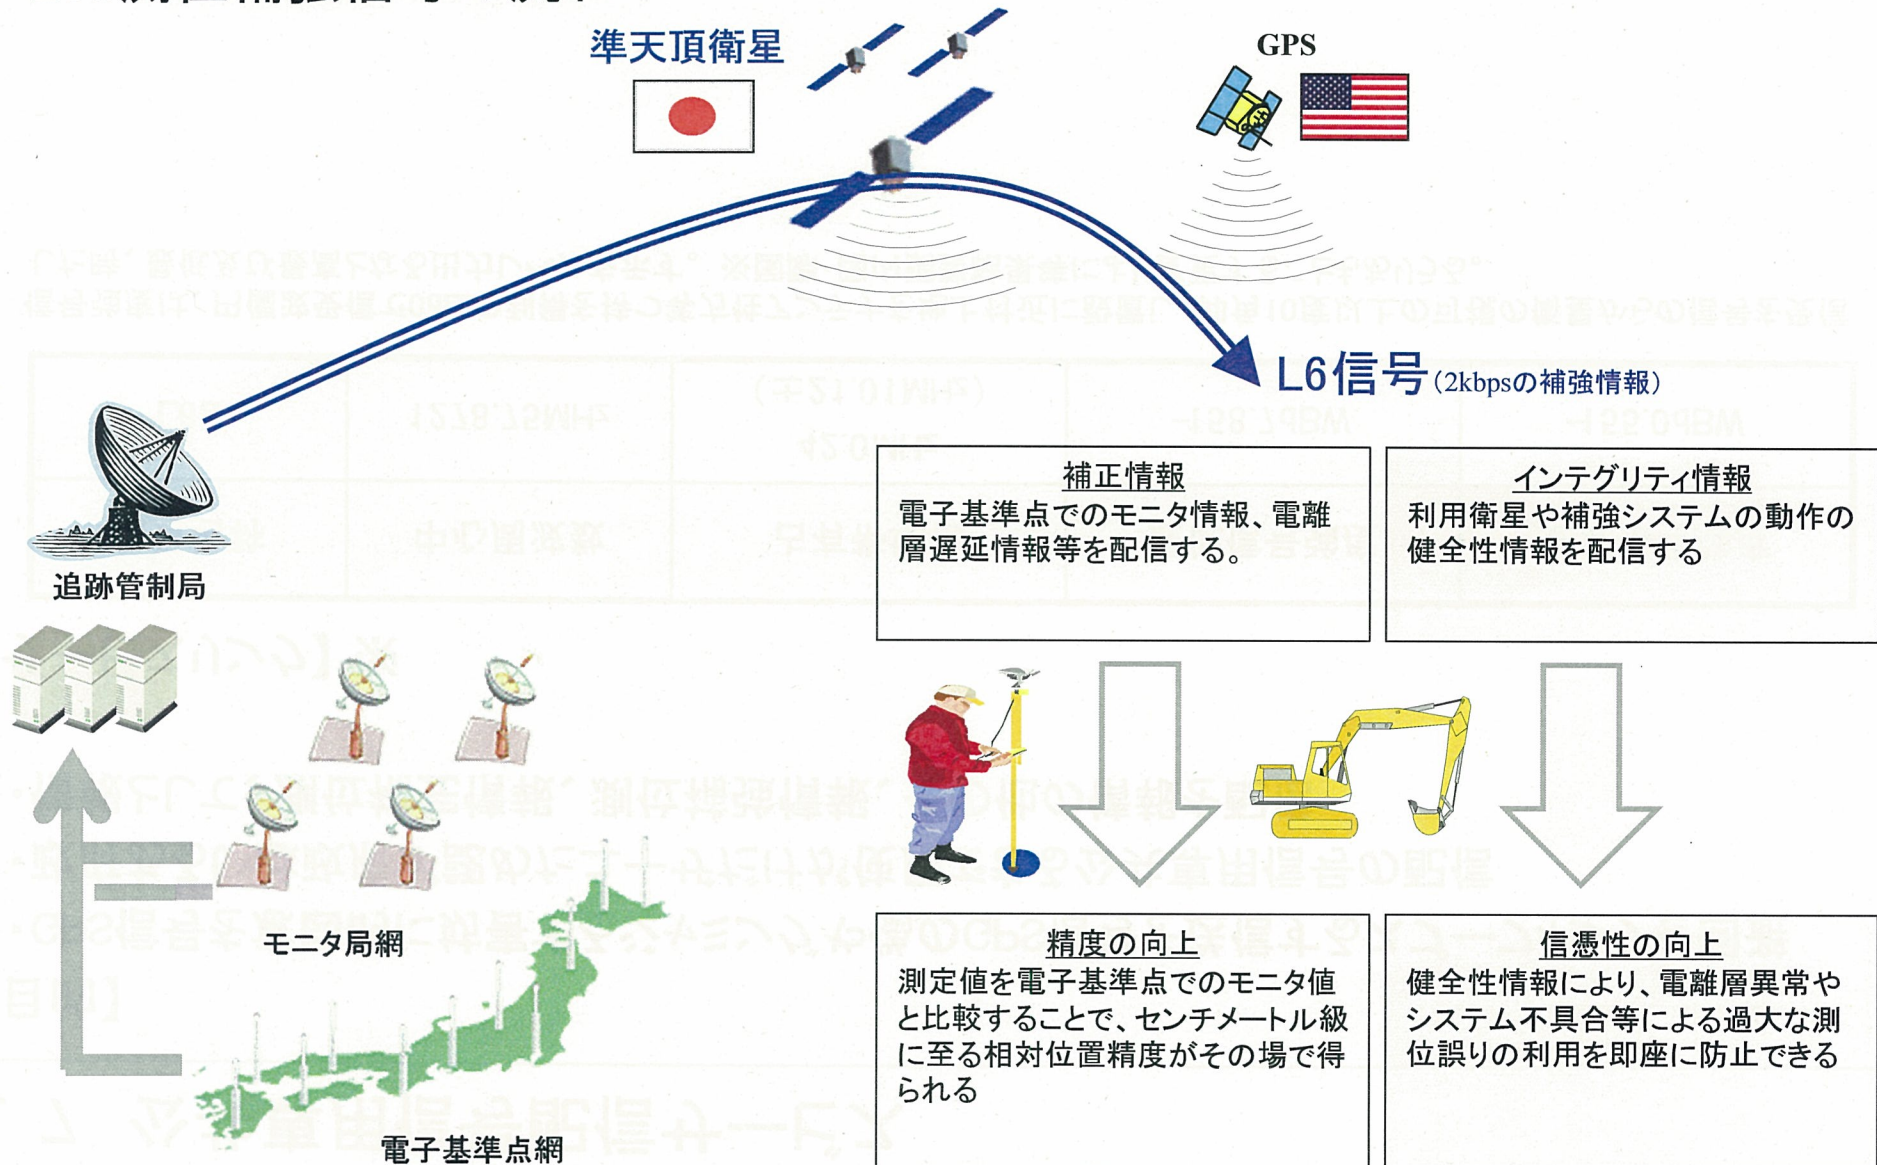 準天頂衛星
GPS
L6信号(2kbpsの補強情報)
追跡管制局
補正情報
電子基準点でのモニタ情報、電離
層遅延情報等を配信する。
インテグリティ情報
利用衛星や補強システムの動作の
健全性情報を配信する
モニタ局網
電子基準点網
精度の向上
測定値を電子基準点でのモニタ値
と比較することで、センチメートル級
に至る相対位置精度がその場で得
られる
信憑性の向上
健全性情報により、電離層異常や
システム不具合等による過大な測
位誤りの利用を即座に防止できる